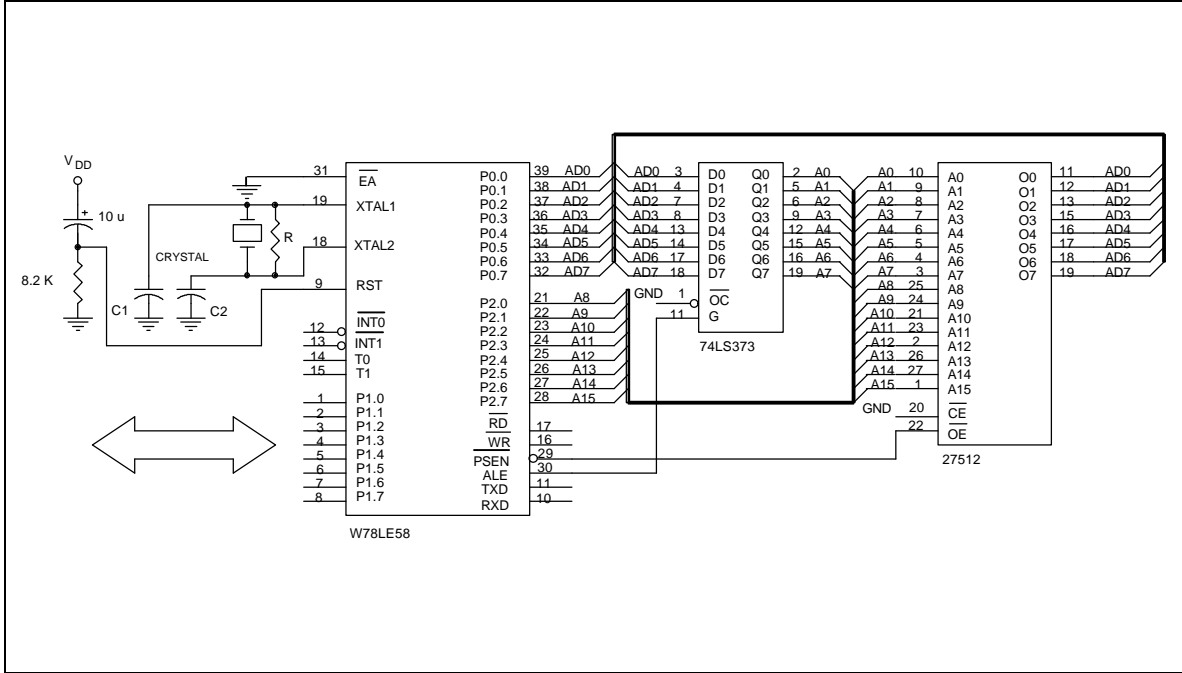 V DD
10 u
8.2 K
CRYSTAL
C1
C2
R
31 EA
19 XTAL1
18 XTAL2
9 RST
12 INT0
13 INT1
14 T0
15 T1
1 P1.0
2 P1.1
3 P1.2
4 P1.3
5 P1.4
6 P1.5
7 P1.6
8 P1.7
P0.0 39 AD0
P0.1 38 AD1
P0.2 37 AD2
P0.3 36 AD3
P0.4 35 AD4
P0.5 34 AD5
P0.6 33 AD6
P0.7 32 AD7
P2.0 21 A8
P2.1 22 A9
P2.2 23 A10
P2.3 24 A11
P2.4 25 A12
P2.5 26 A13
P2.6 27 A14
P2.7 28 A15
RD 17
WR 16
PSEN 29
ALE 30
TXD 11
RXD 10
W78LE58
AD0 3 D0 Q0 2 A0
AD1 4 D1 Q1 5 A1
AD2 7 D2 Q2 6 A2
AD3 8 D3 Q3 9 A3
AD4 13 D4 Q4 12 A4
AD5 14 D5 Q5 15 A5
AD6 17 D6 Q6 16 A6
AD7 18 D7 Q7 19 A7
GND 1 OC
11 G
74LS373
A0 10 A0 O0 11 AD0
A1 9 A1 O1 12 AD1
A2 8 A2 O2 13 AD2
A3 7 A3 O3 15 AD3
A4 6 A4 O4 16 AD4
A5 5 A5 O5 17 AD5
A6 4 A6 O6 18 AD6
A7 3 A7 O7 19 AD7
A8 25 A8
A9 24 A9
A10 21 A10
A11 23 A11
A12 2 A12
A13 26 A13
A14 27 A14
A15 1 A15
GND 20 CE
22 OE
27512